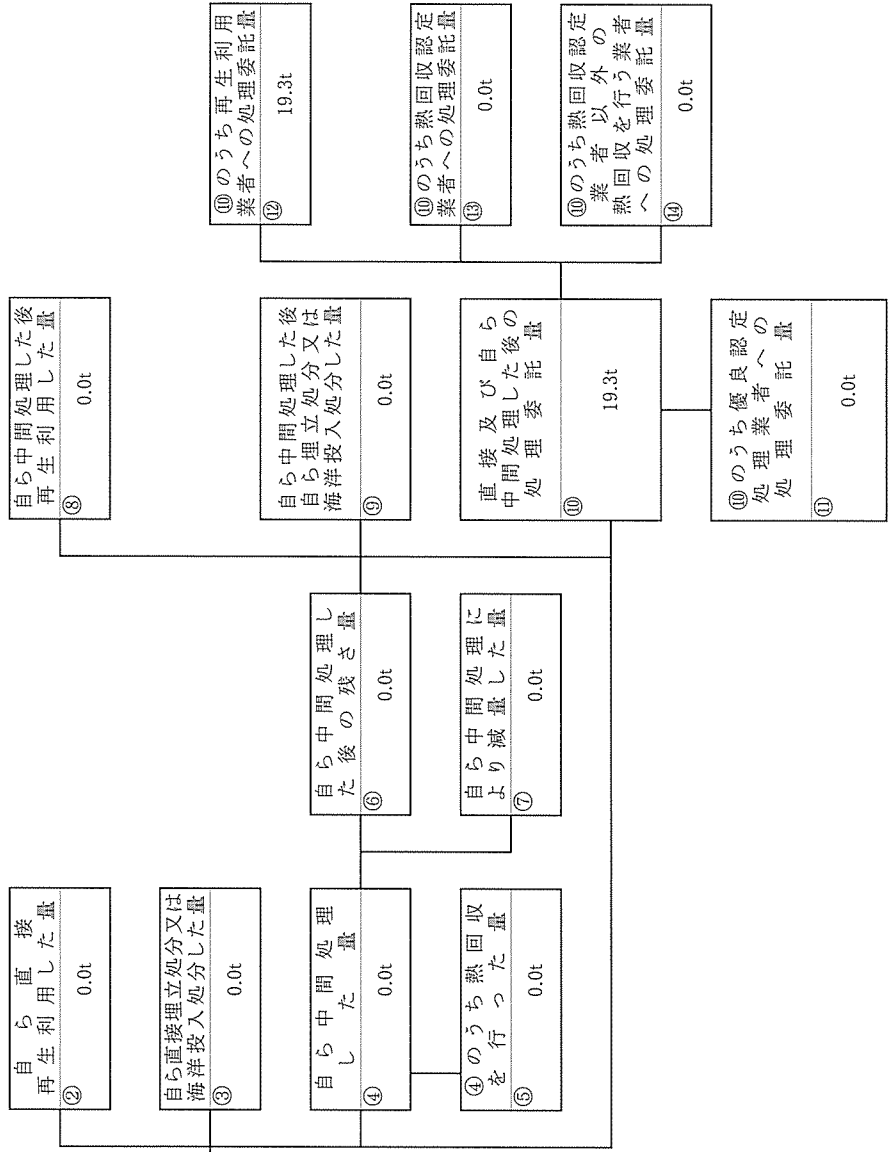 自ら直接
再生利用した量
②
0.0t
自ら直接埋立処分又は
海洋投入処分した量
③
0.0t
自ら中間処理
した量
④
0.0t
④のうち熱回収
を行った量
⑤
0.0t
自ら中間処理し
た後の残さ量
⑥
0.0t
自ら中間処理に
より減量した量
⑦
0.0t
自ら中間処理した後
再生利用した量
⑧
0.0t
自ら中間処理した後
自ら埋立処分又は
海洋投入処分した量
⑨
0.0t
直接及び自ら
中間処理した後の
処理委託量
⑩
19.3t
⑩のうち優良認定
処理業者への
処理委託量
⑪
0.0t
⑩のうち再生利用
業者への処理委託量
⑫
19.3t
⑩のうち熱回収認定
業者への処理委託量
⑬
0.0t
⑩のうち熱回収認定
業者以外の
熱回収を行う業者
への処理委託量
⑭
0.0t